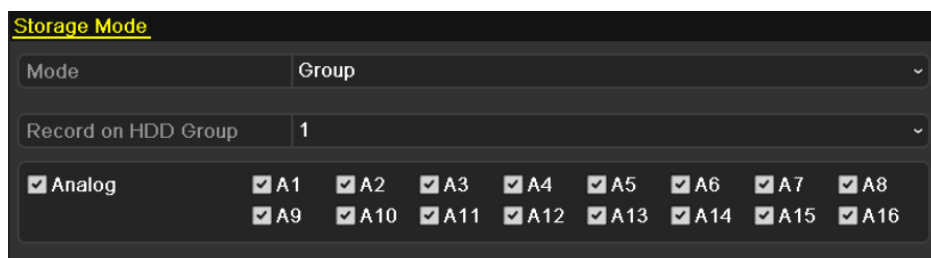 Storage Mode
Mode Group
Record on HDD Group 1
Analog A1 A2 A3 A4 A5 A6 A7 A8
A9 A10 A11 A12 A13 A14 A15 A16